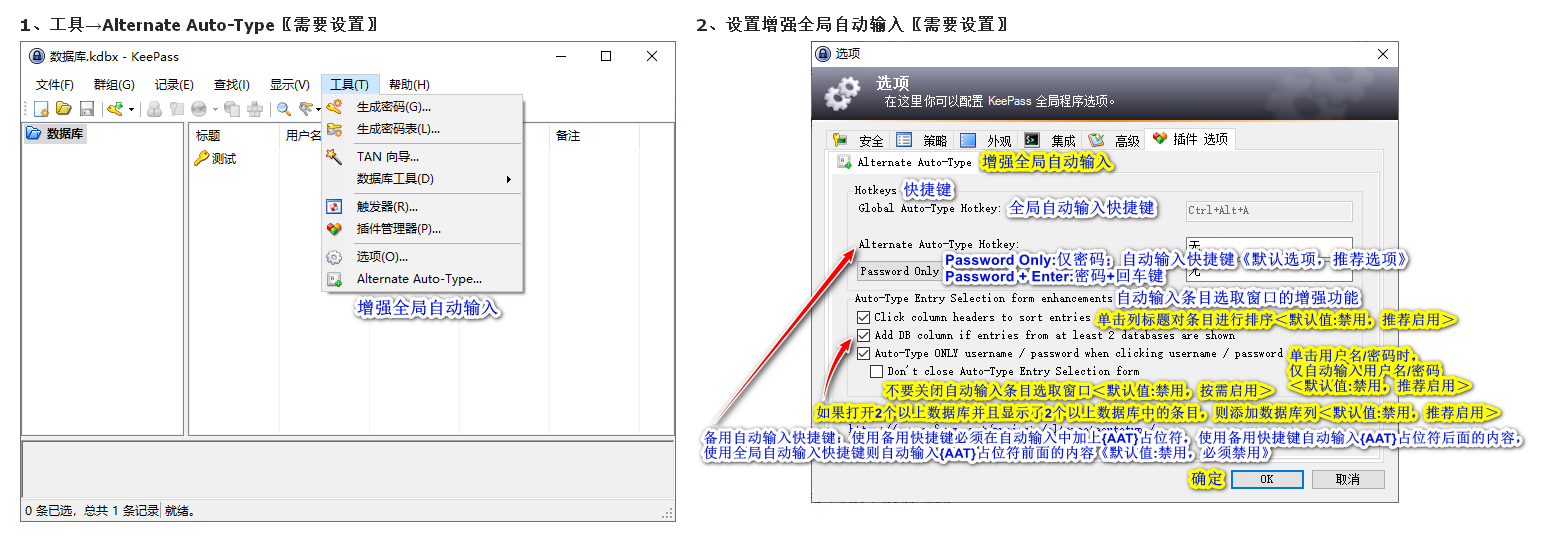 1、工具→Alternate Auto-Type〖需要设置〗
数据库.kdbx - KeePass
文件(F) 群组(G) 记录(E) 查找(I) 显示(V) 工具(T) 帮助(H)
生成密码(G)...
生成密码表(L)...
TAN 向导...
数据库工具(D)
触发器(R)...
插件管理器(P)...
选项(O)...
Alternate Auto-Type...
增强全局自动输入
数据库
标题 用户名 备注
测试
0 条已选，总共 1 条记录 就绪。
2、设置增强全局自动输入〖需要设置〗
选项
选项
在这里你可以配置 KeePass 全局程序选项。
安全 策略 外观 集成 高级 插件 选项
Alternate Auto-Type 增强全局自动输入
Hotkeys 快捷键
Global Auto-Type Hotkey: 全局自动输入快捷键 Ctrl+Alt+A
Alternate Auto-Type Hotkey: 无
Password Only 无
Password Only:仅密码；自动输入快捷键《默认选项，推荐选项》
Password + Enter:密码+回车键
Auto-Type Entry Selection form enhancements 自动输入条目选取窗口的增强功能
Click column headers to sort entries 单击列标题对条目进行排序＜默认值:禁用，推荐启用＞
Add DB column if entries from at least 2 databases are shown
Auto-Type ONLY username / password when clicking username / password
单击用户名/密码时，
仅自动输入用户名/密码
＜默认值:禁用，推荐启用＞
Don't close Auto-Type Entry Selection form
不要关闭自动输入条目选取窗口＜默认值:禁用，按需启用＞
如果打开2个以上数据库并且显示了2个以上数据库中的条目，则添加数据库列＜默认值:禁用，推荐启用＞
备用自动输入快捷键；使用备用快捷键必须在自动输入中加上{AAT}占位符，使用备用快捷键自动输入{AAT}占位符后面的内容，
使用全局自动输入快捷键则自动输入{AAT}占位符前面的内容《默认值:禁用，必须禁用》
确定 OK 取消